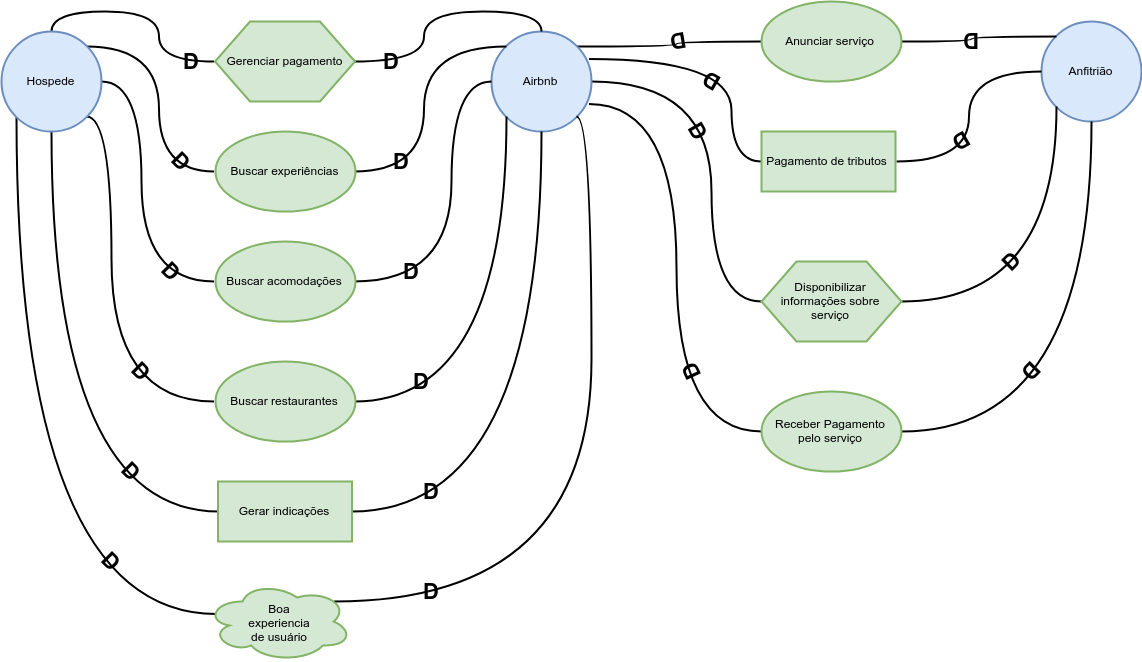 Hospede
D
Gerenciar pagamento
D
Airbnb
D
Anunciar serviço
D
Anfitrião
D
Buscar experiências
D
D
Pagamento de tributos
D
D
D
Buscar acomodações
D
Disponibilizar
informações sobre
serviço
D
D
Buscar restaurantes
D
D
Receber Pagamento
pelo serviço
D
D
Gerar indicações
D
D
Boa
experiencia
de usuário
D